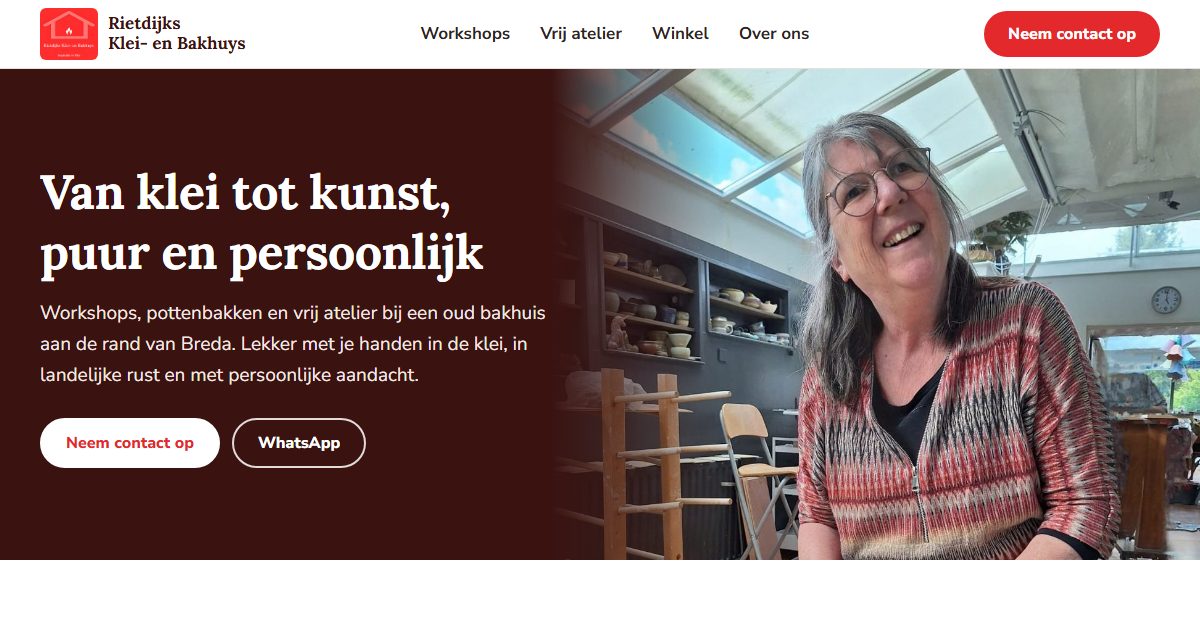 Rietdijks
Klei- en Bakhuys
Workshops
Vrij atelier
Winkel
Over ons
Neem contact op
Van klei tot kunst,
puur en persoonlijk
Workshops, pottenbakken en vrij atelier bij een oud bakhuis
aan de rand van Breda. Lekker met je handen in de klei, in
landelijke rust en met persoonlijke aandacht.
Neem contact op
WhatsApp